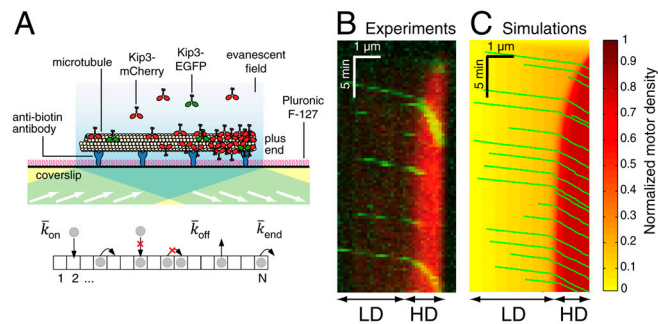 A
microtubule
Kip3-
mCherry
Kip3-
EGFP
evanescent
field
anti-biotin
antibody
Pluronic
F-127
plus
end
coverslip
k̄on
k̄off
k̄end
1 2 ...
N
B Experiments
1 µm
5 min
LD HD
C Simulations
1 µm
5 min
LD HD
1
0.9
0.8
0.7
0.6
0.5
0.4
0.3
0.2
0.1
0
Normalized motor density